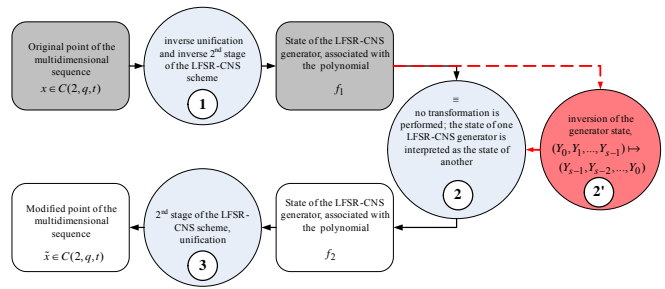 Original point of the
multidimensional
sequence
x ∈ C(2,q,t)
inverse unification
and inverse 2nd stage
of the LFSR-CNS
scheme
1
State of the LFSR-CNS
generator, associated with
the polynomial
f1
≡
no transformation is
performed; the state of one
LFSR-CNS generator is
interpreted as the state of
another
2
inversion of the
generator state,
(Y0,Y1,...,Ys−1) ↦
(Ys−1,Ys−2,...,Y0)
2'
Modified point of the
multidimensional
sequence
x̃ ∈ C(2,q,t)
2nd stage of the LFSR-
CNS scheme,
unification
3
State of the LFSR-CNS
generator, associated with
the polynomial
f2